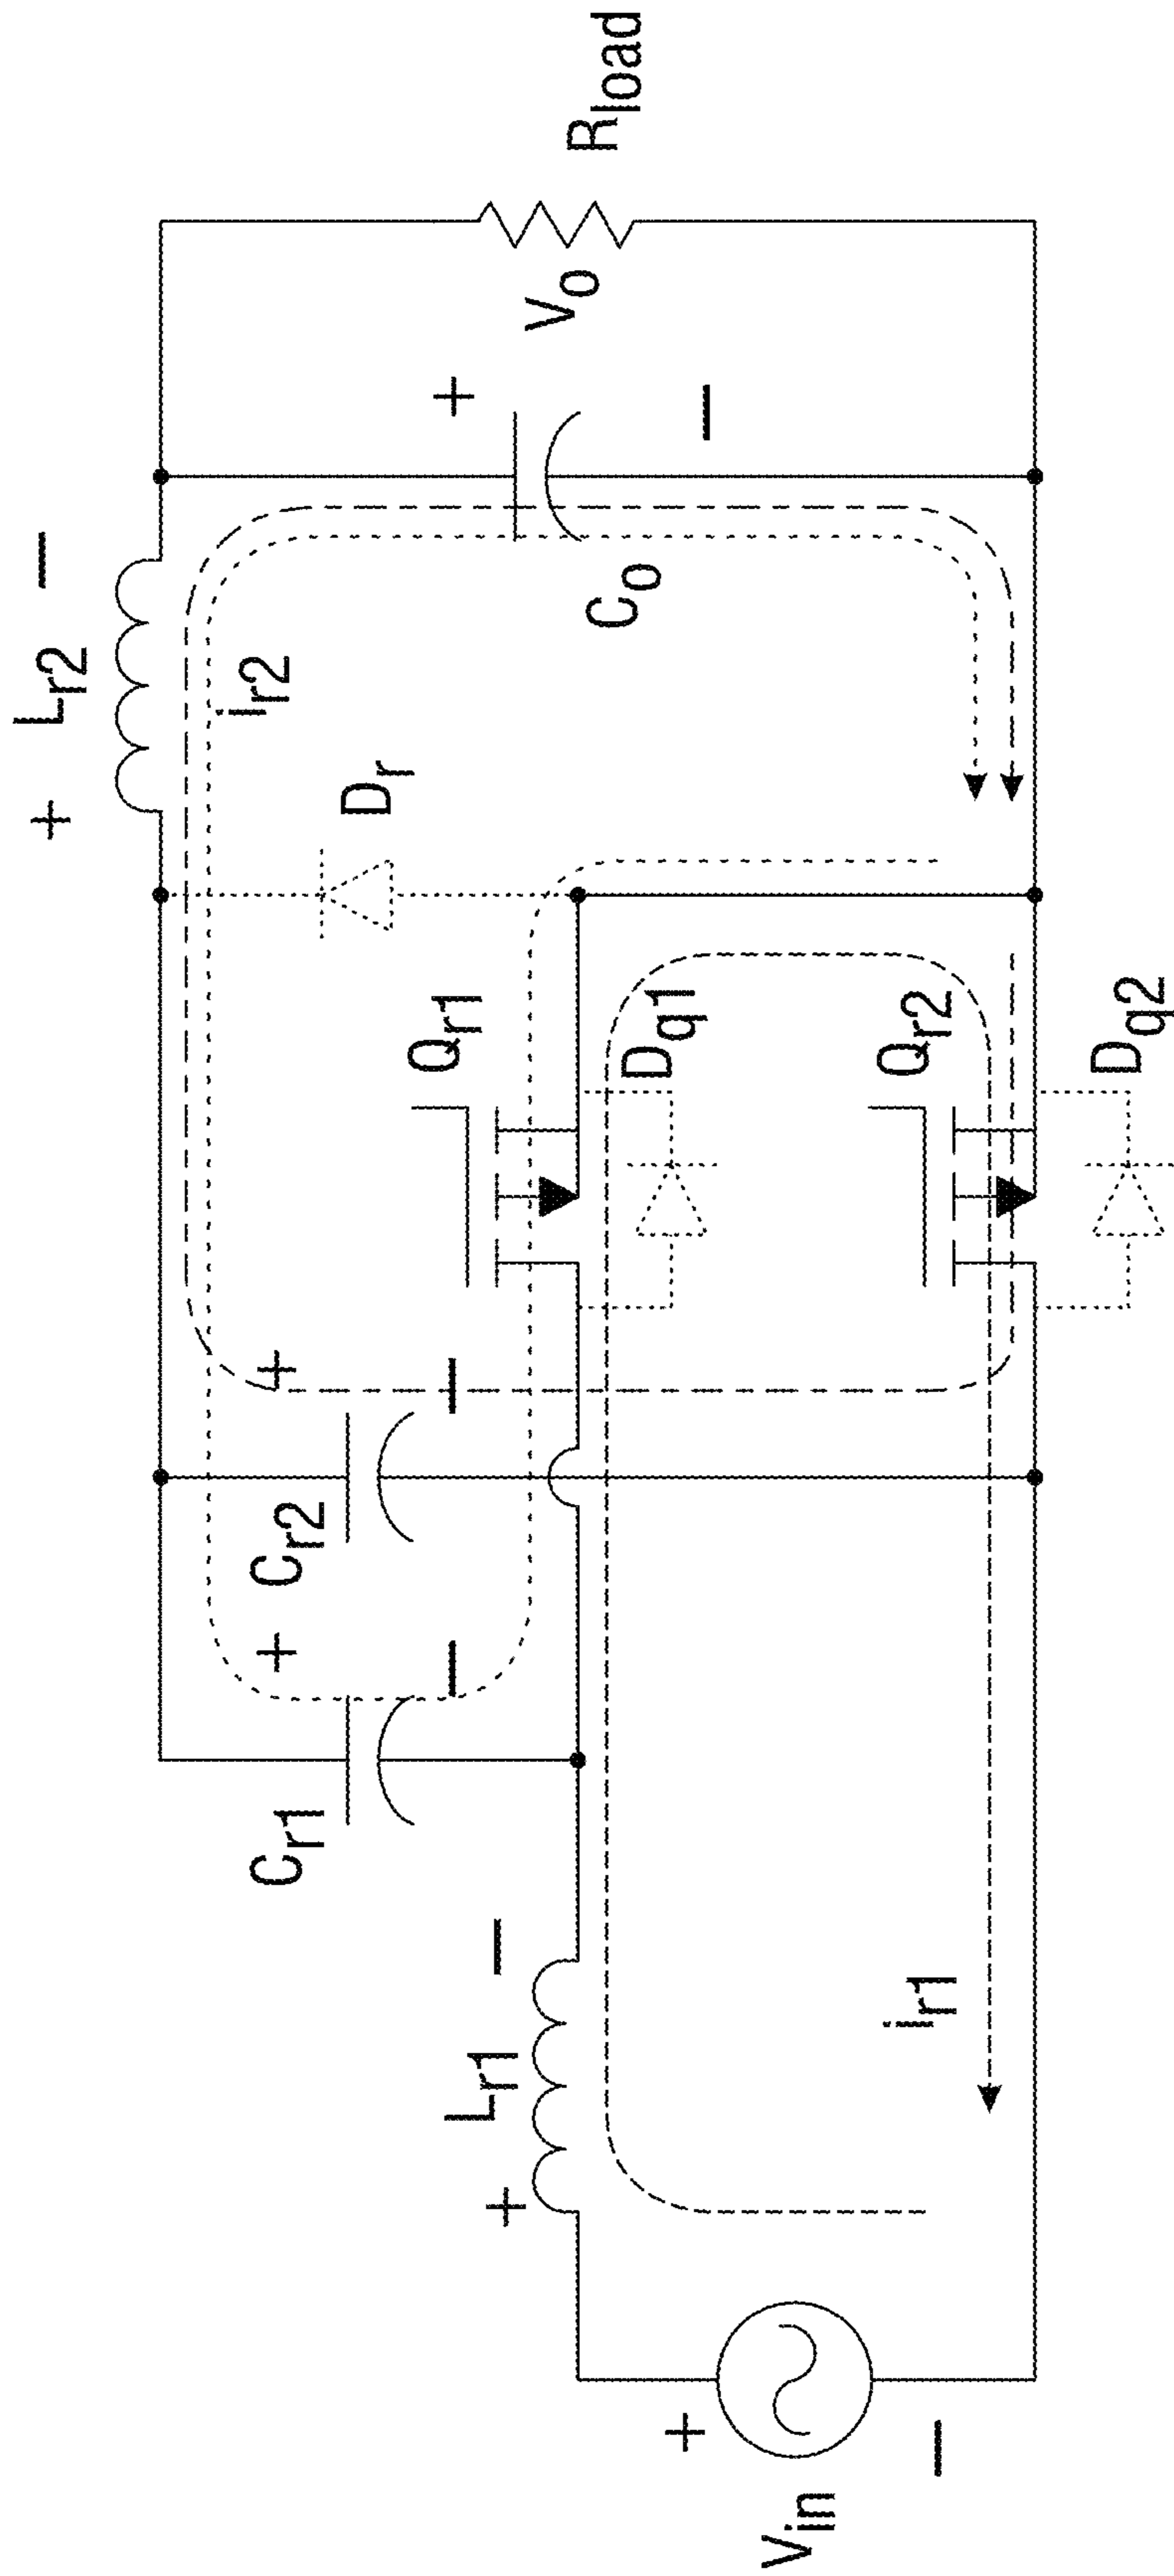 + Lr2 −
ir2
Dr
Cr1
+
−
Cr2
+
−
Qr1
Dq1
Co
+
−
Vo
Rload
+ Lr1 −
Vin
+
−
ir1
Qr2
Dq2